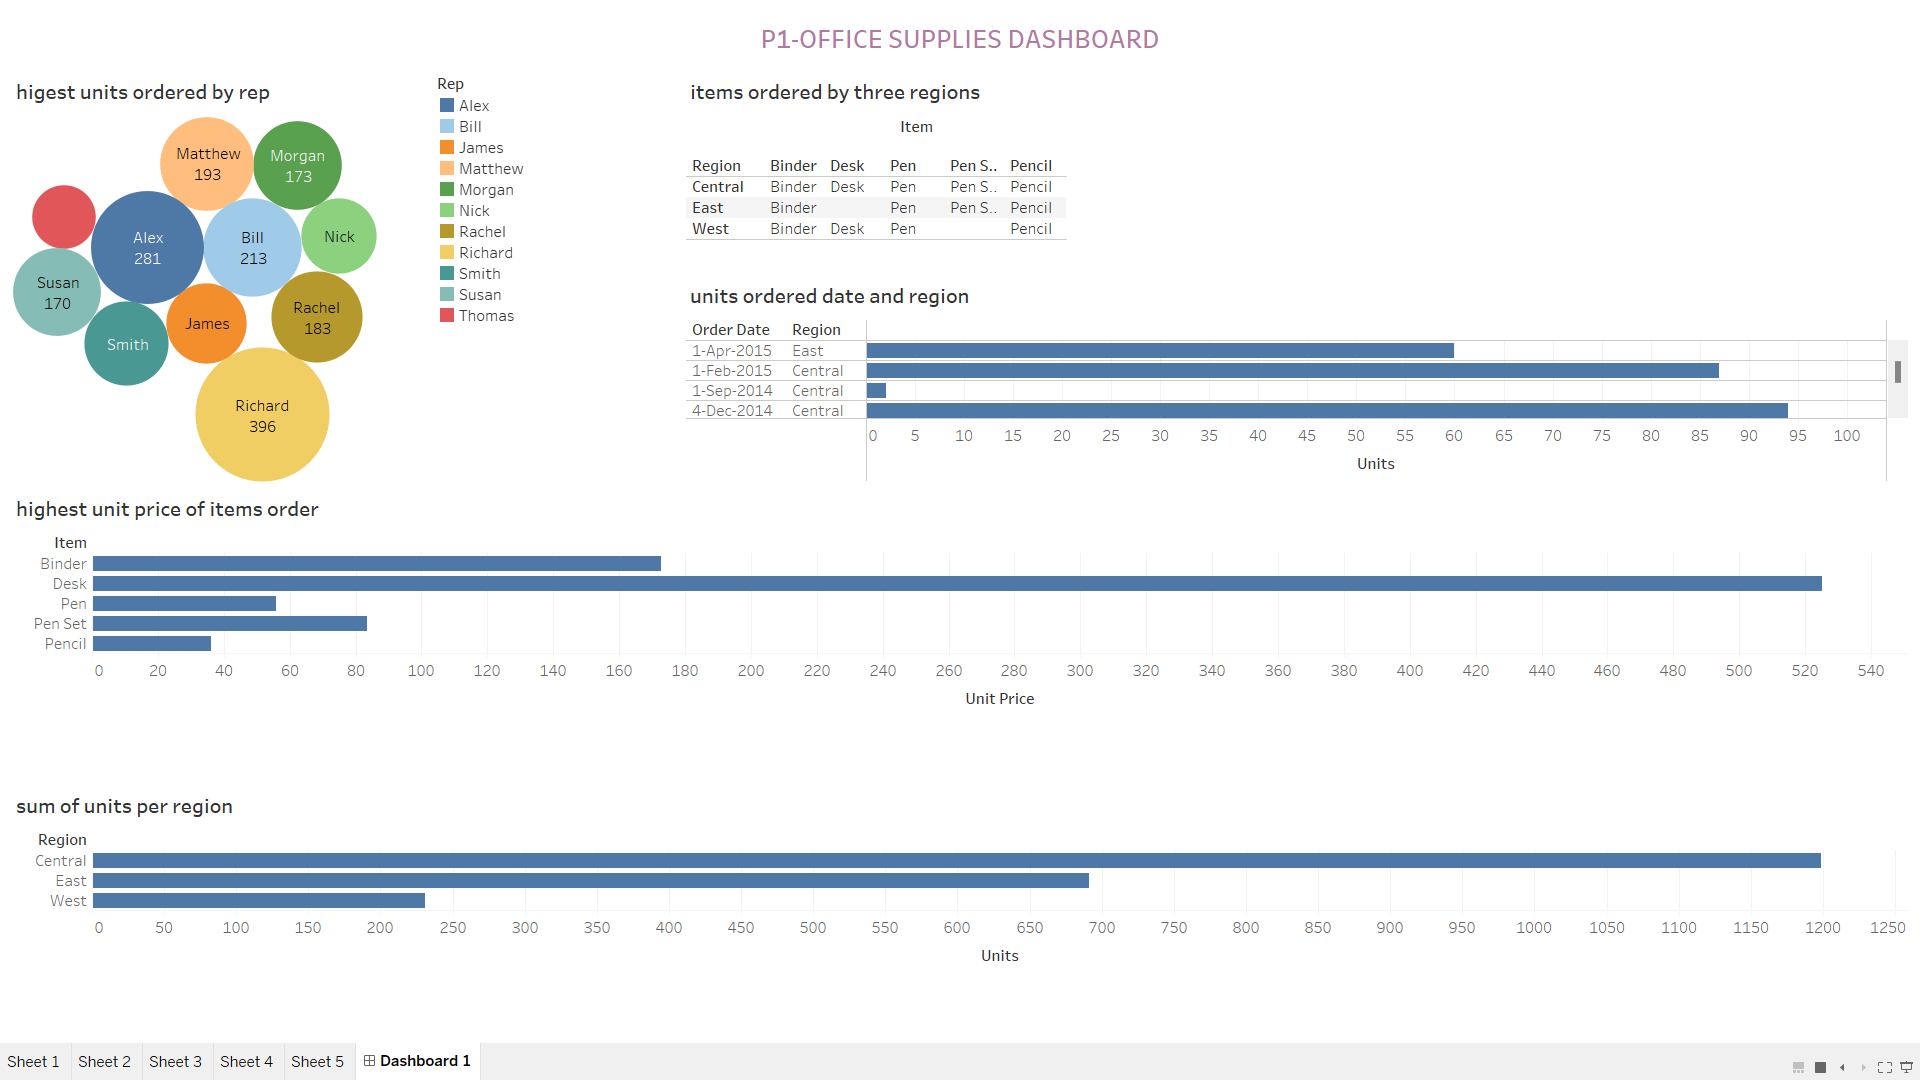 P1-OFFICE SUPPLIES DASHBOARD
higest units ordered by rep
Matthew
193
Morgan
173
Alex
281
Bill
213
Nick
Susan
170
Rachel
183
James
Smith
Richard
396
Rep
Alex
Bill
James
Matthew
Morgan
Nick
Rachel
Richard
Smith
Susan
Thomas
items ordered by three regions
Item
Region Binder Desk Pen Pen S.. Pencil
Central Binder Desk Pen Pen S.. Pencil
East Binder Pen Pen S.. Pencil
West Binder Desk Pen Pencil
units ordered date and region
Order Date Region
1-Apr-2015 East
1-Feb-2015 Central
1-Sep-2014 Central
4-Dec-2014 Central
0 5 10 15 20 25 30 35 40 45 50 55 60 65 70 75 80 85 90 95 100
Units
highest unit price of items order
Item
Binder
Desk
Pen
Pen Set
Pencil
0 20 40 60 80 100 120 140 160 180 200 220 240 260 280 300 320 340 360 380 400 420 440 460 480 500 520 540
Unit Price
sum of units per region
Region
Central
East
West
0 50 100 150 200 250 300 350 400 450 500 550 600 650 700 750 800 850 900 950 1000 1050 1100 1150 1200 1250
Units
Sheet 1 Sheet 2 Sheet 3 Sheet 4 Sheet 5 Dashboard 1